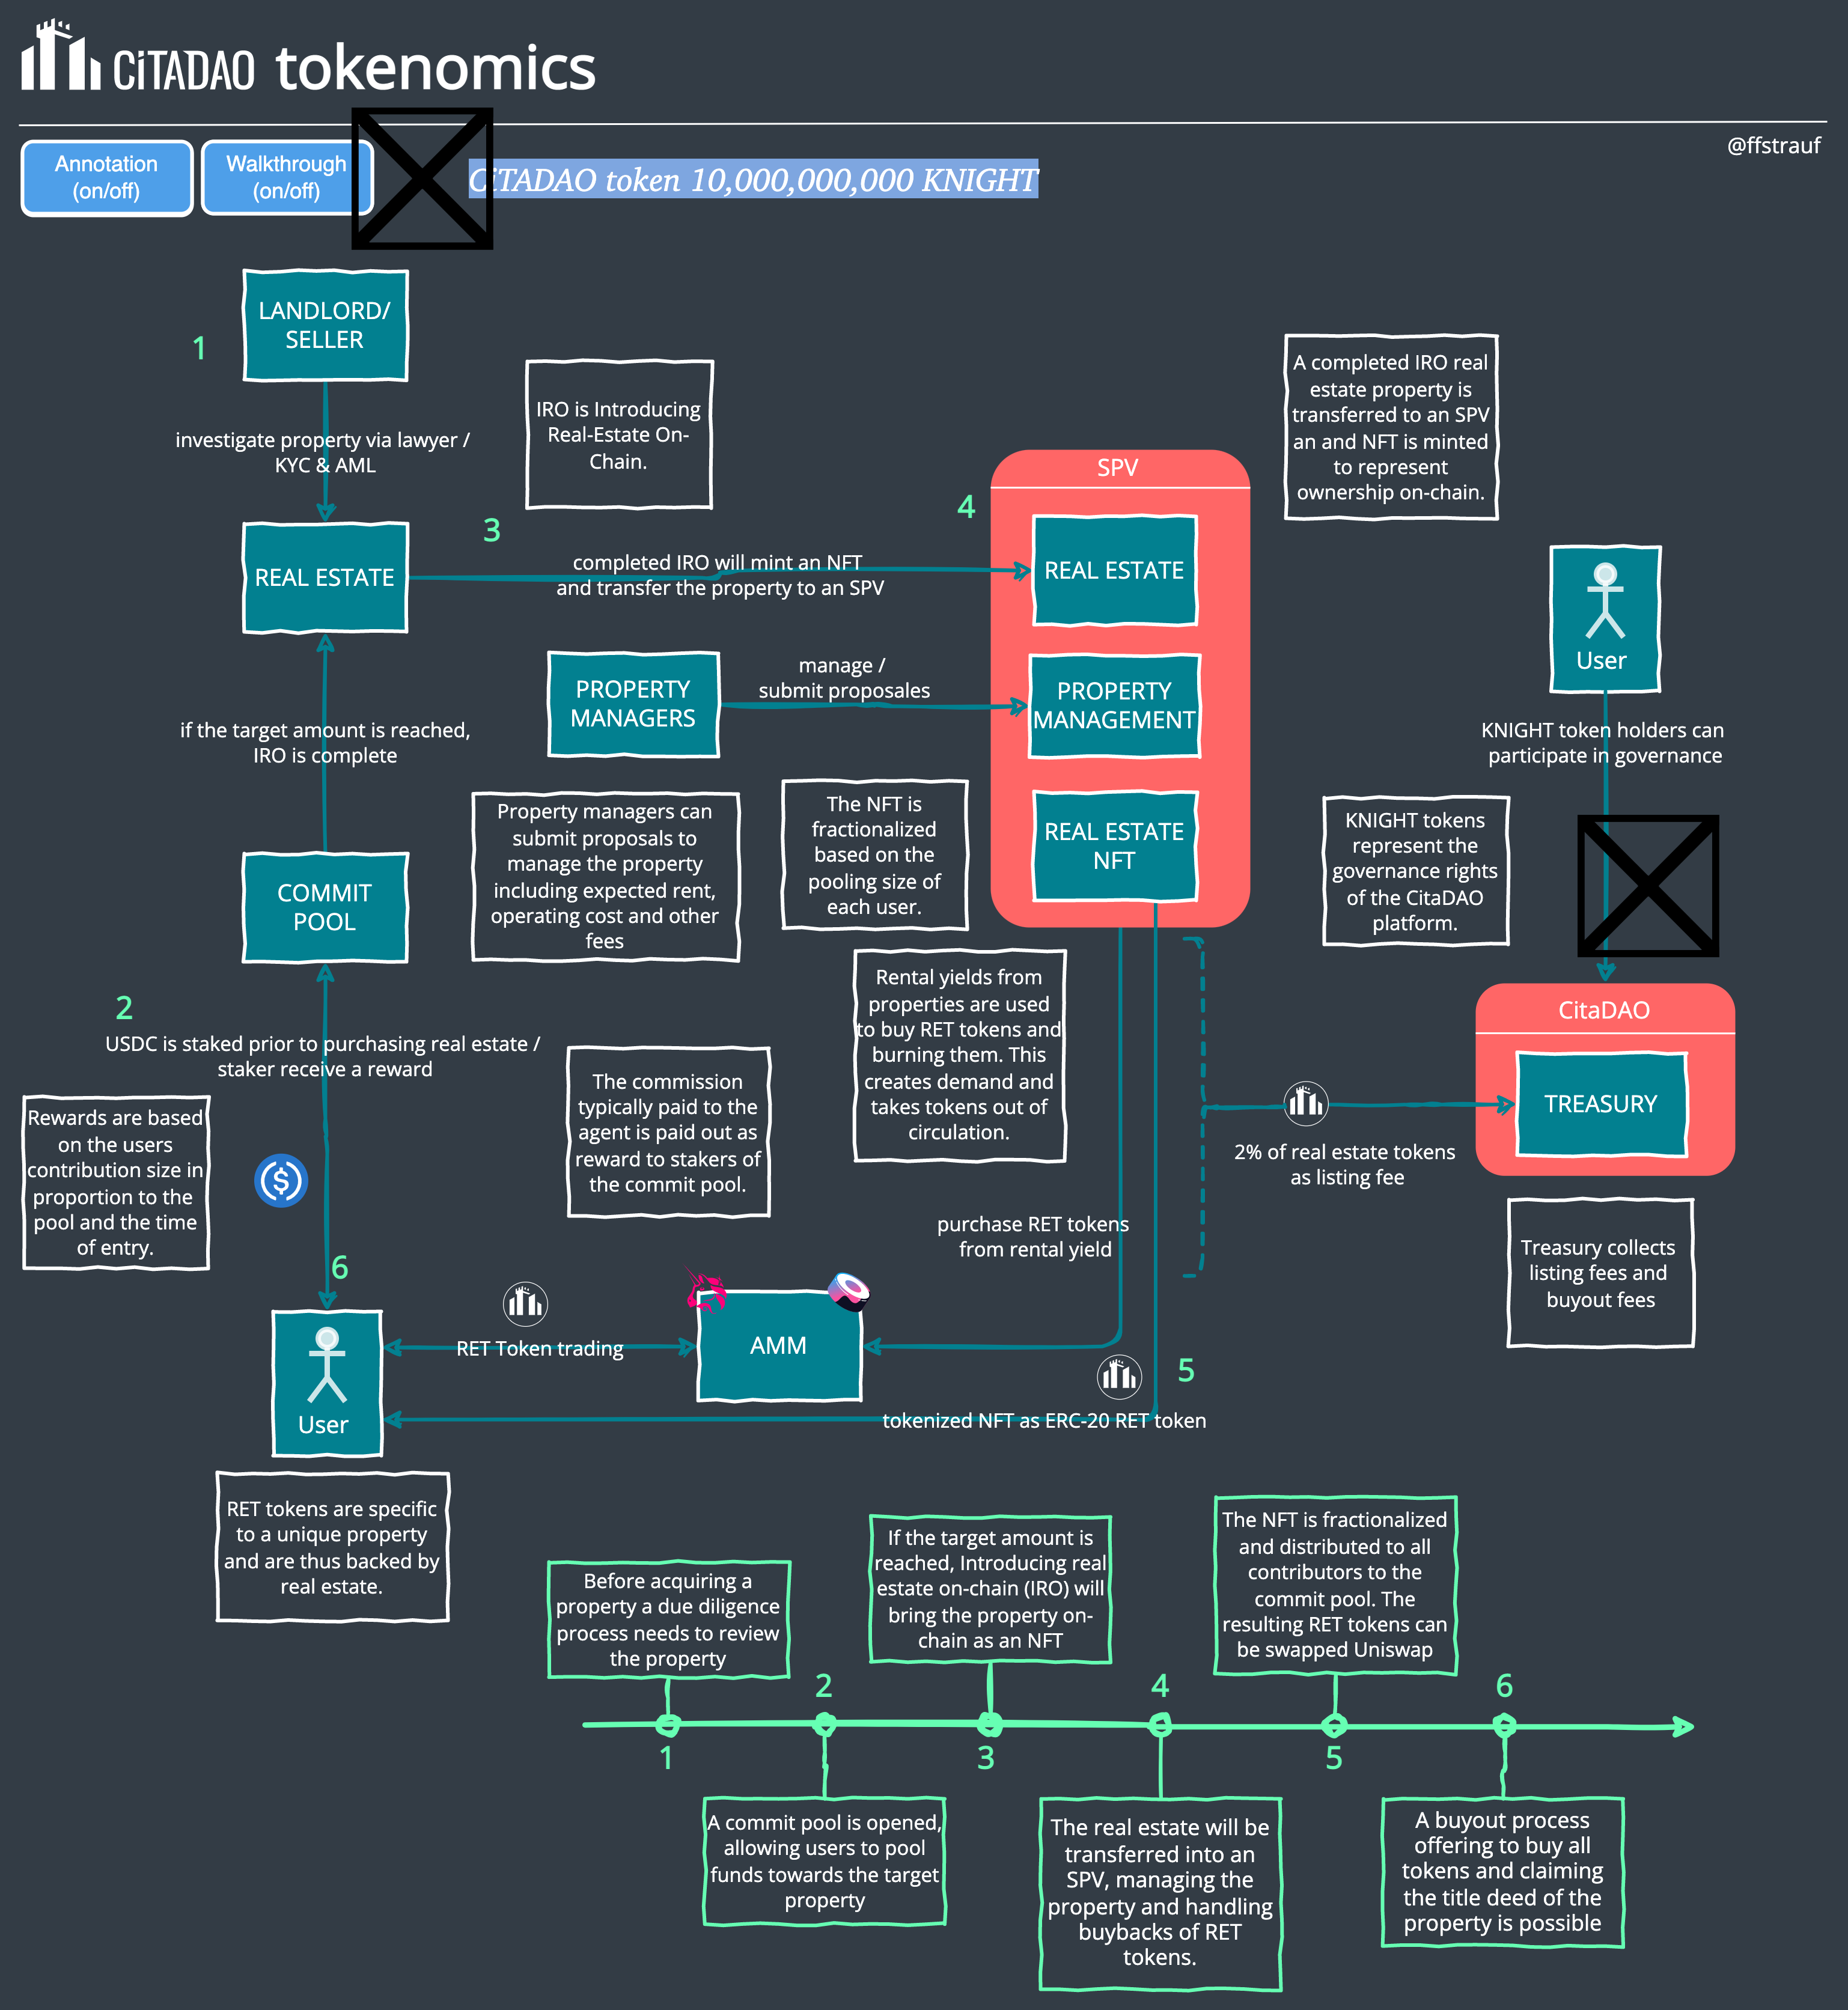 CiTADAO tokenomics
@ffstrauf
Annotation
(on/off)
Walkthrough
(on/off)
CiTADAO token 10,000,000,000 KNIGHT
LANDLORD/
SELLER
1
investigate property via lawyer /
KYC & AML
IRO is Introducing
Real-Estate On-
Chain.
A completed IRO real
estate property is
transferred to an SPV
an and NFT is minted
to represent
ownership on-chain.
REAL ESTATE
3
completed IRO will mint an NFT
and transfer the property to an SPV
4
SPV
REAL ESTATE
PROPERTY
MANAGERS
manage /
submit proposales
PROPERTY
MANAGEMENT
REAL ESTATE
NFT
User
KNIGHT token holders can
participate in governance
if the target amount is reached,
IRO is complete
Property managers can
submit proposals to
manage the property
including expected rent,
operating cost and other
fees
The NFT is
fractionalized
based on the
pooling size of
each user.
KNIGHT tokens
represent the
governance rights
of the CitaDAO
platform.
COMMIT
POOL
2
USDC is staked prior to purchasing real estate /
staker receive a reward
Rewards are based
on the users
contribution size in
proportion to the
pool and the time
of entry.
$
The commission
typically paid to the
agent is paid out as
reward to stakers of
the commit pool.
Rental yields from
properties are used
to buy RET tokens and
burning them. This
creates demand and
takes tokens out of
circulation.
CitaDAO
TREASURY
2% of real estate tokens
as listing fee
Treasury collects
listing fees and
buyout fees
purchase RET tokens
from rental yield
6
User
RET Token trading
AMM
5
tokenized NFT as ERC-20 RET token
RET tokens are specific
to a unique property
and are thus backed by
real estate.
Before acquiring a
property a due diligence
process needs to review
the property
If the target amount is
reached, Introducing real
estate on-chain (IRO) will
bring the property on-
chain as an NFT
The NFT is fractionalized
and distributed to all
contributors to the
commit pool. The
resulting RET tokens can
be swapped Uniswap
2
4
6
1
3
5
A commit pool is opened,
allowing users to pool
funds towards the target
property
The real estate will be
transferred into an
SPV, managing the
property and handling
buybacks of RET
tokens.
A buyout process
offering to buy all
tokens and claiming
the title deed of the
property is possible